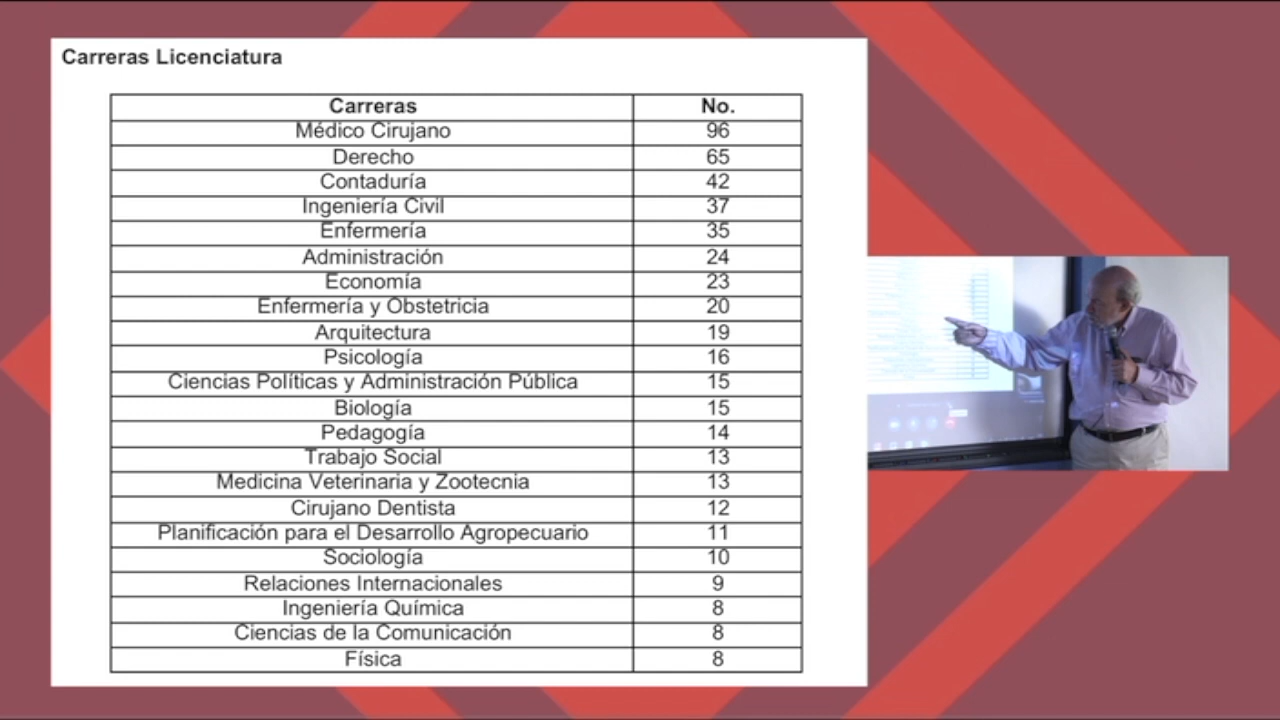 Carreras Licenciatura
Carreras No.
Médico Cirujano 96
Derecho 65
Contaduría 42
Ingeniería Civil 37
Enfermería 35
Administración 24
Economía 23
Enfermería y Obstetricia 20
Arquitectura 19
Psicología 16
Ciencias Políticas y Administración Pública 15
Biología 15
Pedagogía 14
Trabajo Social 13
Medicina Veterinaria y Zootecnia 13
Cirujano Dentista 12
Planificación para el Desarrollo Agropecuario 11
Sociología 10
Relaciones Internacionales 9
Ingeniería Química 8
Ciencias de la Comunicación 8
Física 8